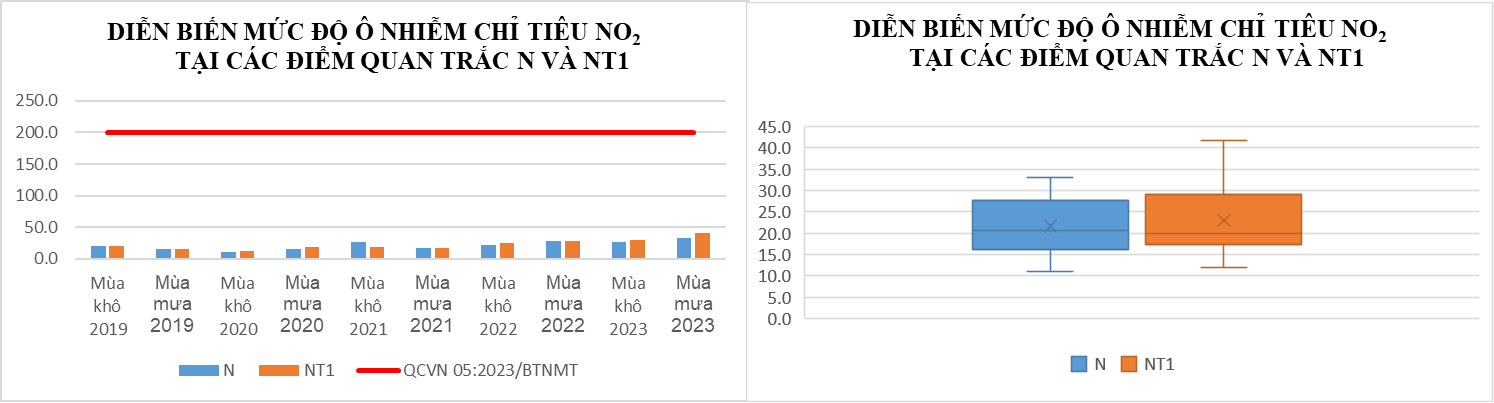 DIỄN BIẾN MỨC ĐỘ Ô NHIỄM CHỈ TIÊU NO₂
TẠI CÁC ĐIỂM QUAN TRẮC N VÀ NT1
250.0
200.0
150.0
100.0
50.0
0.0
Mùa khô 2019
Mùa mưa 2019
Mùa khô 2020
Mùa mưa 2020
Mùa khô 2021
Mùa mưa 2021
Mùa khô 2022
Mùa mưa 2022
Mùa khô 2023
Mùa mưa 2023
N NT1 QCVN 05:2023/BTNMT
DIỄN BIẾN MỨC ĐỘ Ô NHIỄM CHỈ TIÊU NO₂
TẠI CÁC ĐIỂM QUAN TRẮC N VÀ NT1
45.0
40.0
35.0
30.0
25.0
20.0
15.0
10.0
5.0
0.0
N NT1